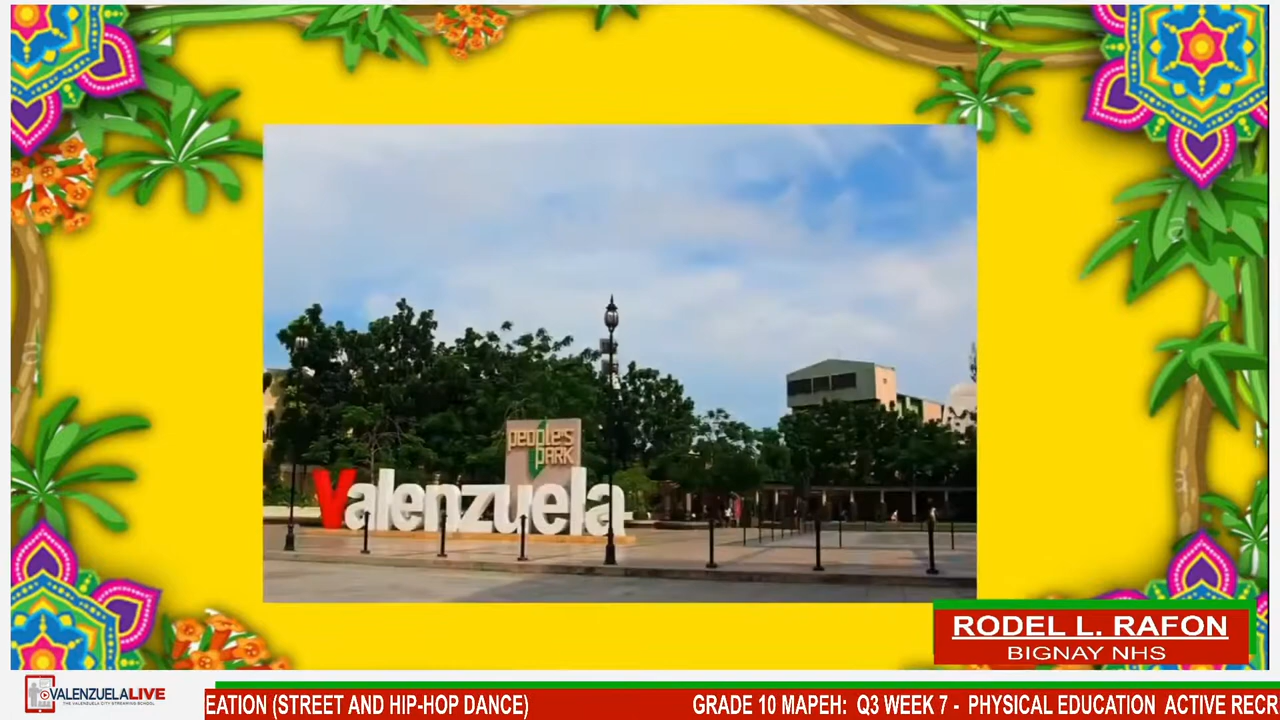 people's
PARK
Valenzuela
RODEL L. RAFON
BIGNAY NHS
VALENZUELALIVE
THE VALENZUELA CITY STREAMING SCHOOL
EATION (STREET AND HIP-HOP DANCE) GRADE 10 MAPEH: Q3 WEEK 7 - PHYSICAL EDUCATION ACTIVE RECR